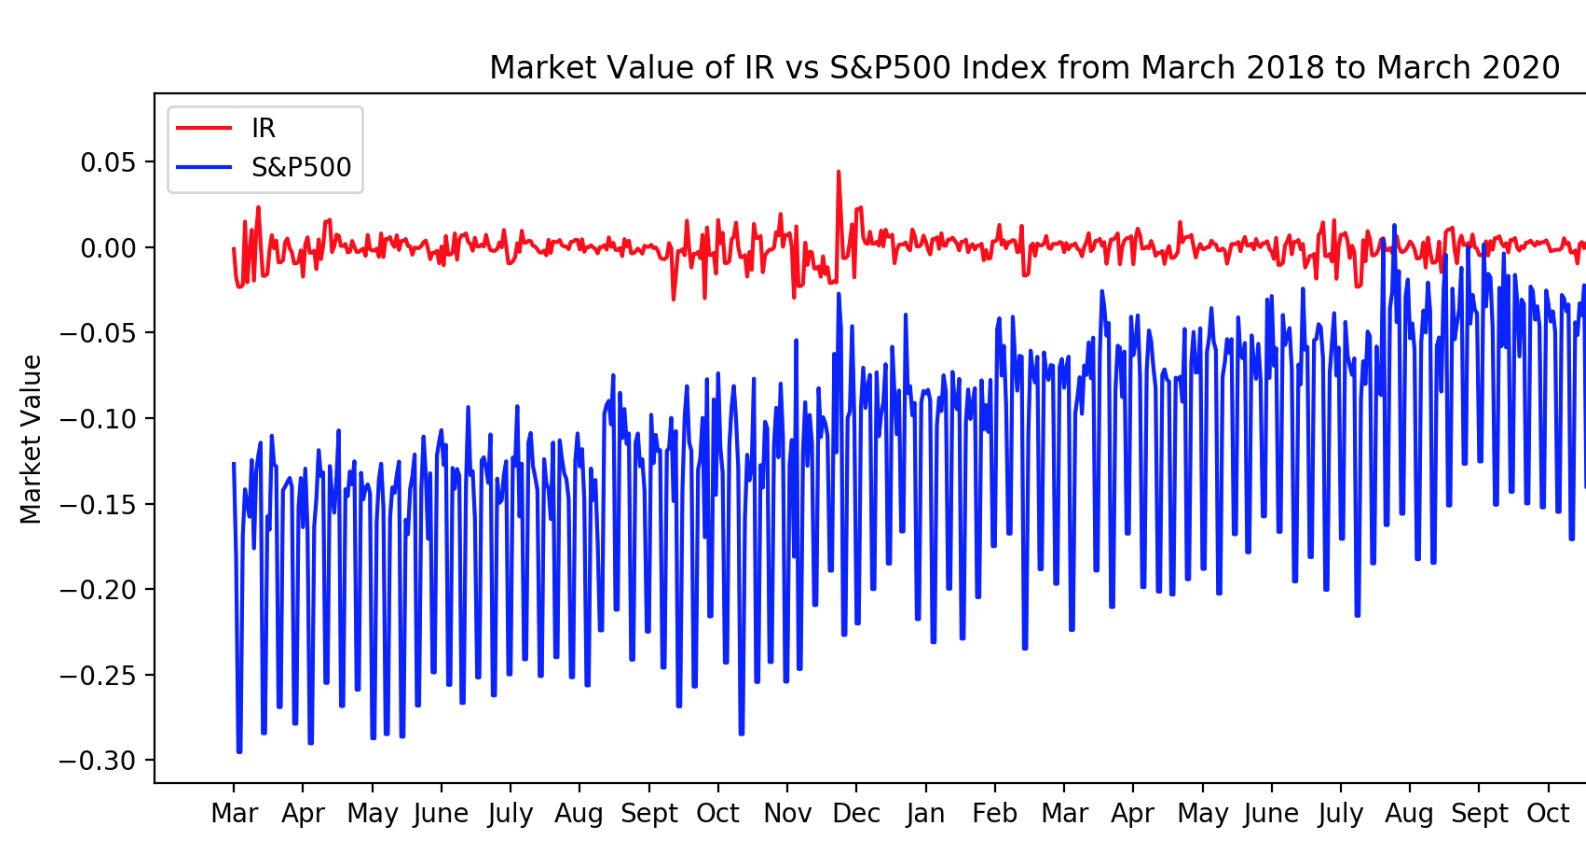 Market Value of IR vs S&P500 Index from March 2018 to March 2020
IR
S&P500
0.05
0.00
−0.05
−0.10
−0.15
−0.20
−0.25
−0.30
Market Value
Mar Apr May June July Aug Sept Oct Nov Dec Jan Feb Mar Apr May June July Aug Sept Oct